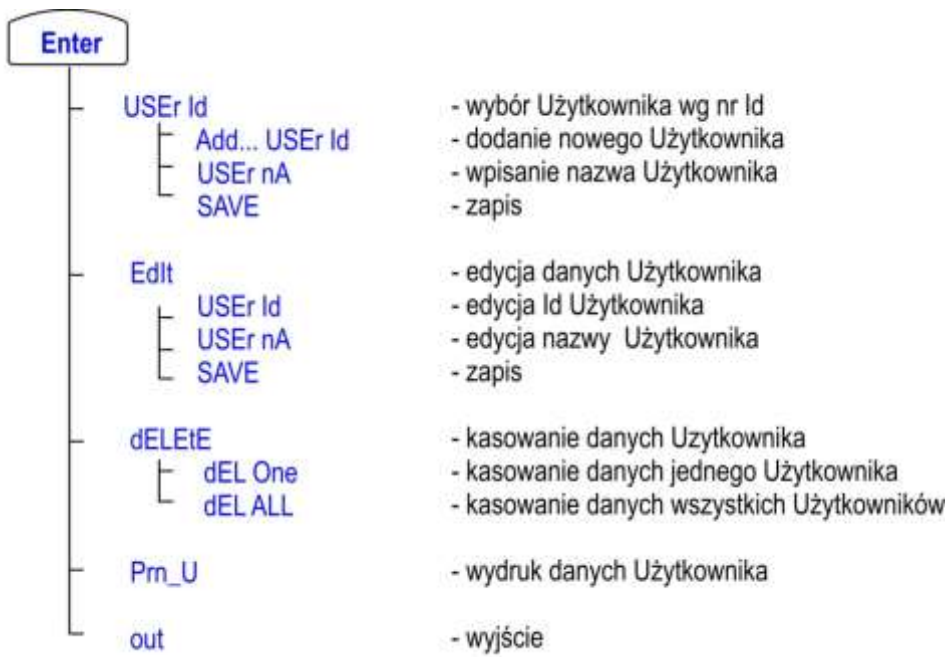 Enter
USEr Id - wybór Użytkownika wg nr Id
Add... USEr Id - dodanie nowego Użytkownika
USEr nA - wpisanie nazwa Użytkownika
SAVE - zapis
EdIt - edycja danych Użytkownika
USEr Id - edycja Id Użytkownika
USEr nA - edycja nazwy Użytkownika
SAVE - zapis
dELEtE - kasowanie danych Uzytkownika
dEL One - kasowanie danych jednego Użytkownika
dEL ALL - kasowanie danych wszystkich Użytkowników
Prn_U - wydruk danych Użytkownika
out - wyjście